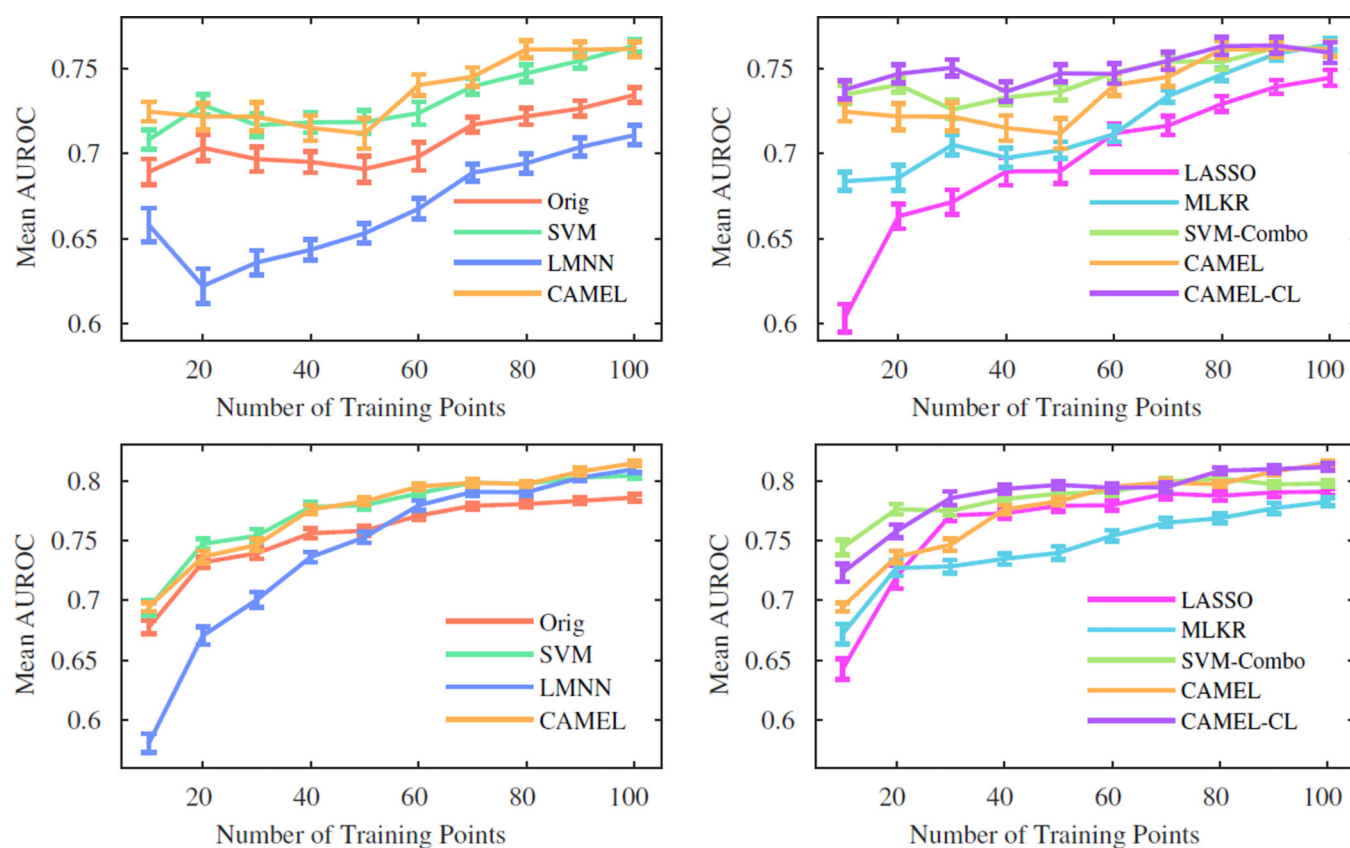 Mean AUROC
0.75
0.7
0.65
0.6
Orig
SVM
LMNN
CAMEL
20 40 60 80 100
Number of Training Points
Mean AUROC
0.75
0.7
0.65
0.6
LASSO
MLKR
SVM-Combo
CAMEL
CAMEL-CL
20 40 60 80 100
Number of Training Points
Mean AUROC
0.8
0.75
0.7
0.65
0.6
Orig
SVM
LMNN
CAMEL
20 40 60 80 100
Number of Training Points
Mean AUROC
0.8
0.75
0.7
0.65
0.6
LASSO
MLKR
SVM-Combo
CAMEL
CAMEL-CL
20 40 60 80 100
Number of Training Points